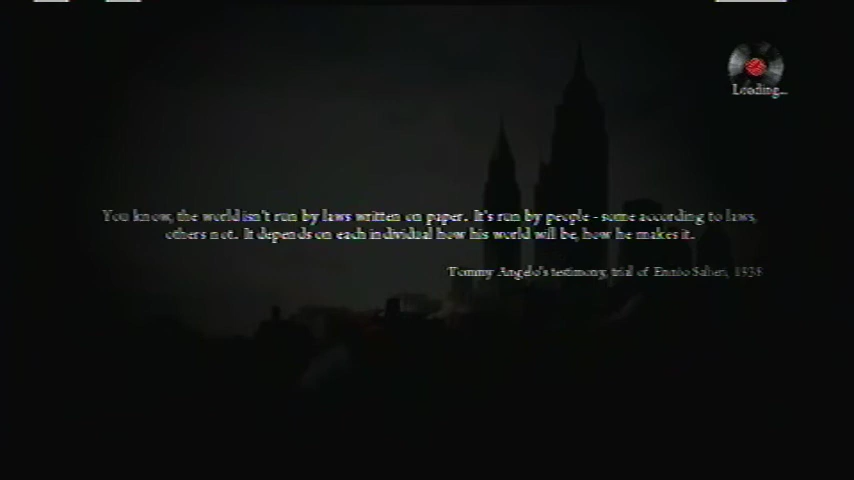 Loading...
You know, the world isn't run by laws written on paper. It's run by people - some according to laws,
others not. It depends on each individual how his world will be, how he makes it.
Tommy Angelo's testimony, trial of Ennio Salieri, 1938